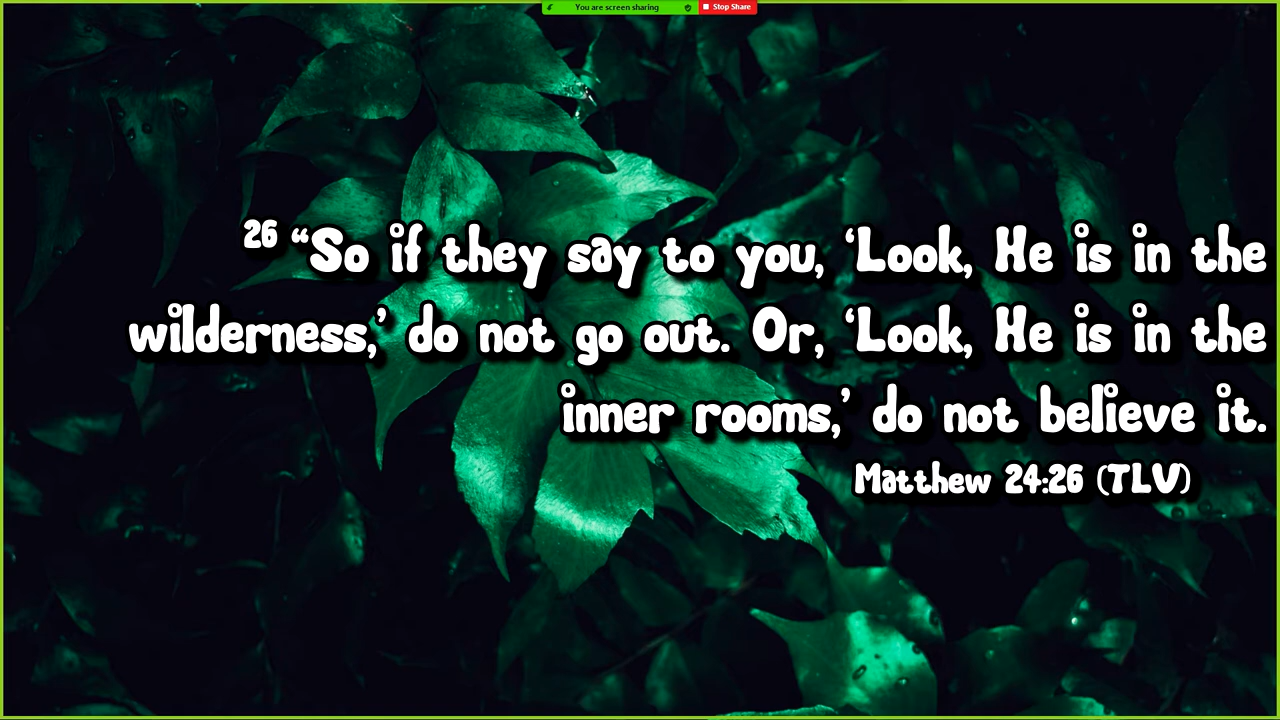 You are screen sharing
Stop Share
26 “So if they say to you, ‘Look, He is in the
wilderness,’ do not go out. Or, ‘Look, He is in the
inner rooms,’ do not believe it.
Matthew 24:26 (TLV)